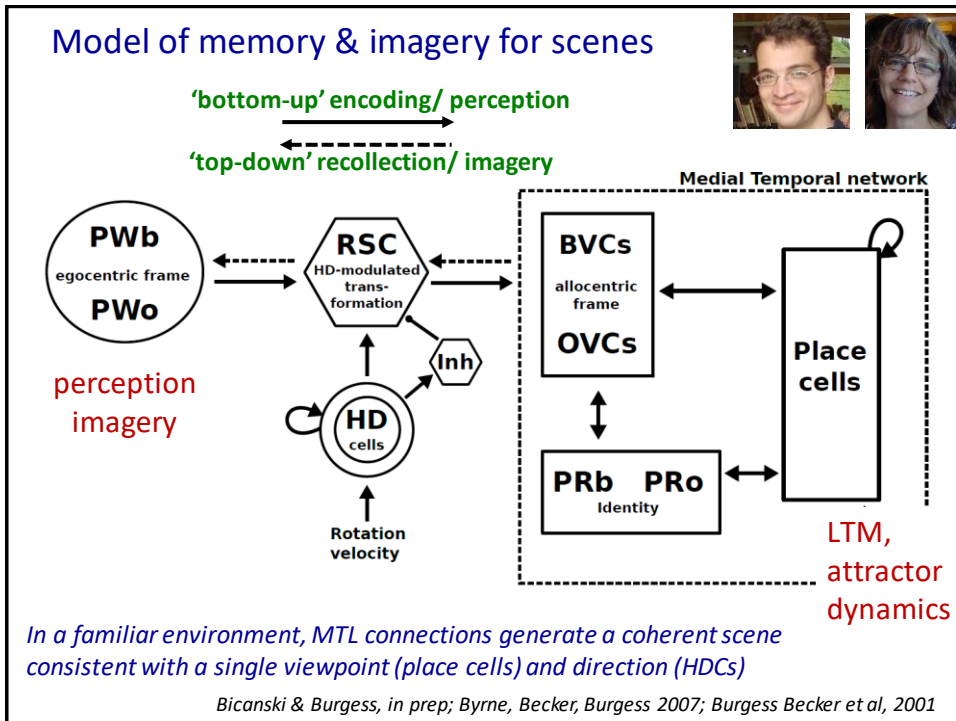 Model of memory & imagery for scenes
‘bottom-up’ encoding/ perception
‘top-down’ recollection/ imagery
Medial Temporal network
PWb
egocentric frame
PWo
RSC
HD-modulated
trans-
formation
BVCs
allocentric
frame
OVCs
Place
cells
Inh
perception
imagery
HD
cells
PRb PRo
Identity
Rotation
velocity
LTM,
attractor
dynamics
In a familiar environment, MTL connections generate a coherent scene
consistent with a single viewpoint (place cells) and direction (HDCs)
Bicanski & Burgess, in prep; Byrne, Becker, Burgess 2007; Burgess Becker et al, 2001